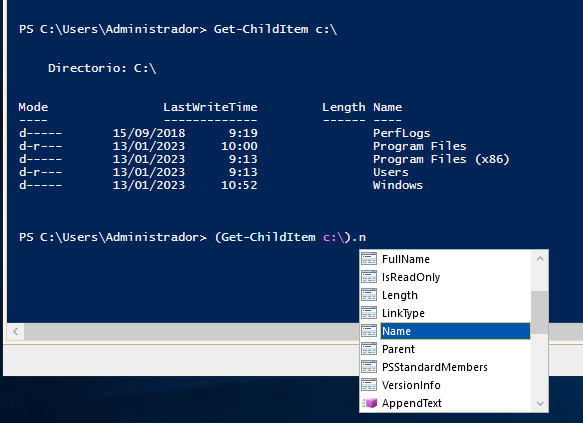 PS C:\Users\Administrador> Get-ChildItem c:\
Directorio: C:\
Mode LastWriteTime Length Name
---- ------------- ------ ----
d----- 15/09/2018 9:19 PerfLogs
d-r--- 13/01/2023 10:00 Program Files
d----- 13/01/2023 9:13 Program Files (x86)
d-r--- 13/01/2023 9:13 Users
d----- 13/01/2023 10:52 Windows
PS C:\Users\Administrador> (Get-ChildItem c:\).n
FullName
IsReadOnly
Length
LinkType
Name
Parent
PSStandardMembers
VersionInfo
AppendText